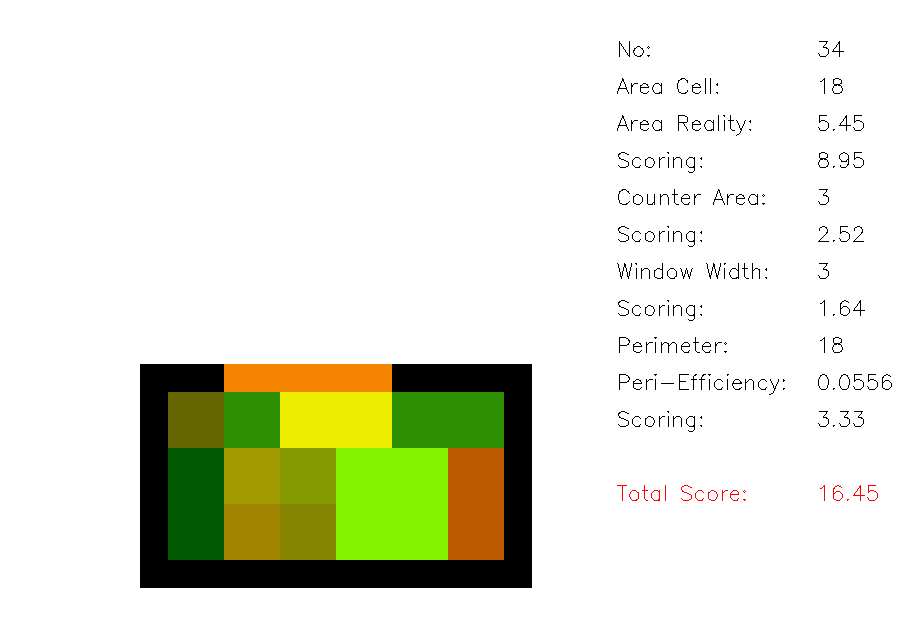 No: 34
Area Cell: 18
Area Reality: 5.45
Scoring: 8.95
Counter Area: 3
Scoring: 2.52
Window Width: 3
Scoring: 1.64
Perimeter: 18
Peri-Efficiency: 0.0556
Scoring: 3.33
Total Score: 16.45